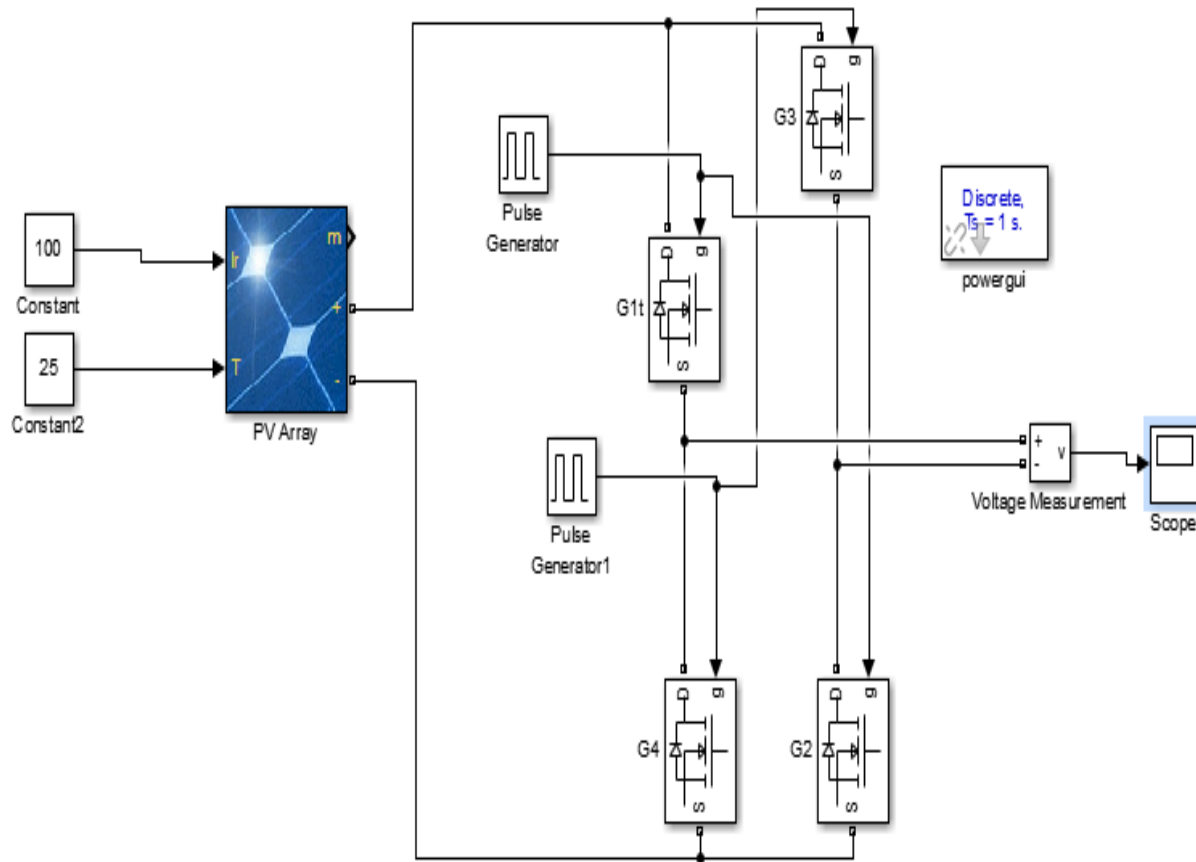 D
g
G3
S
Pulse
Generator
Discrete,
Ts = 1 s.
powergui
100
Constant
Ir
m
+
25
T
-
Constant2
PV Array
D
g
G1t
S
Pulse
Generator1
+
-
v
Voltage Measurement
Scope
D
g
G4
S
D
g
G2
S